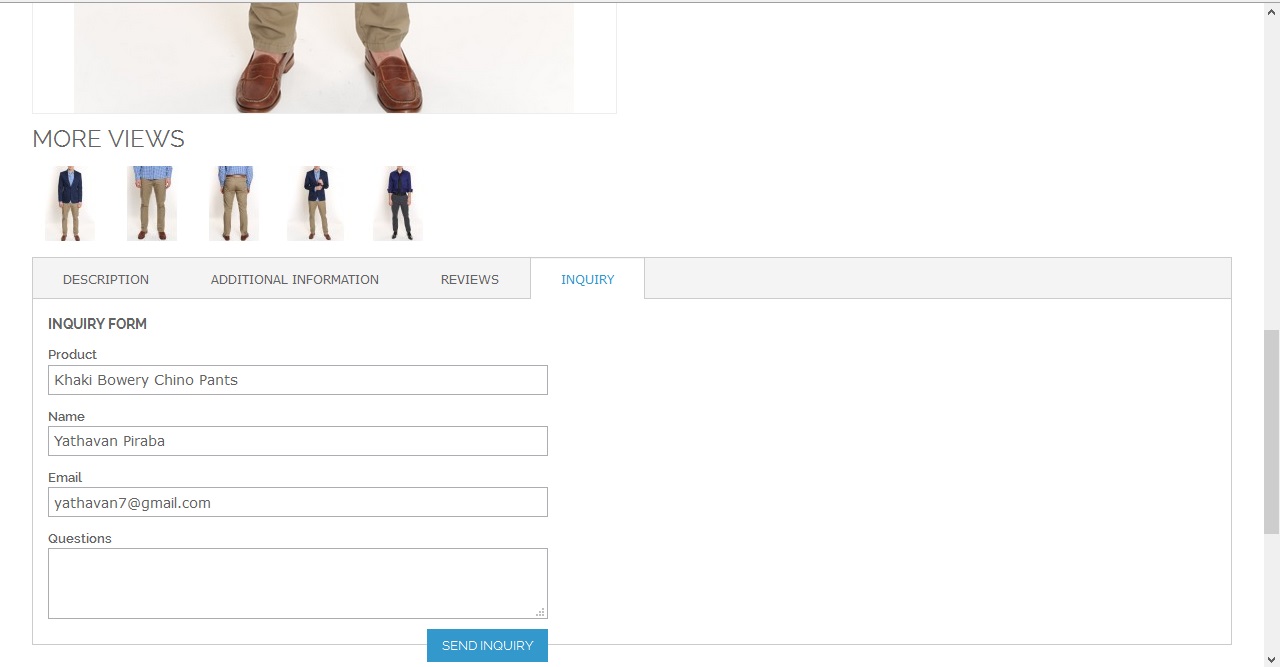 MORE VIEWS
DESCRIPTION ADDITIONAL INFORMATION REVIEWS INQUIRY
INQUIRY FORM
Product
Khaki Bowery Chino Pants
Name
Yathavan Piraba
Email
yathavan7@gmail.com
Questions
SEND INQUIRY